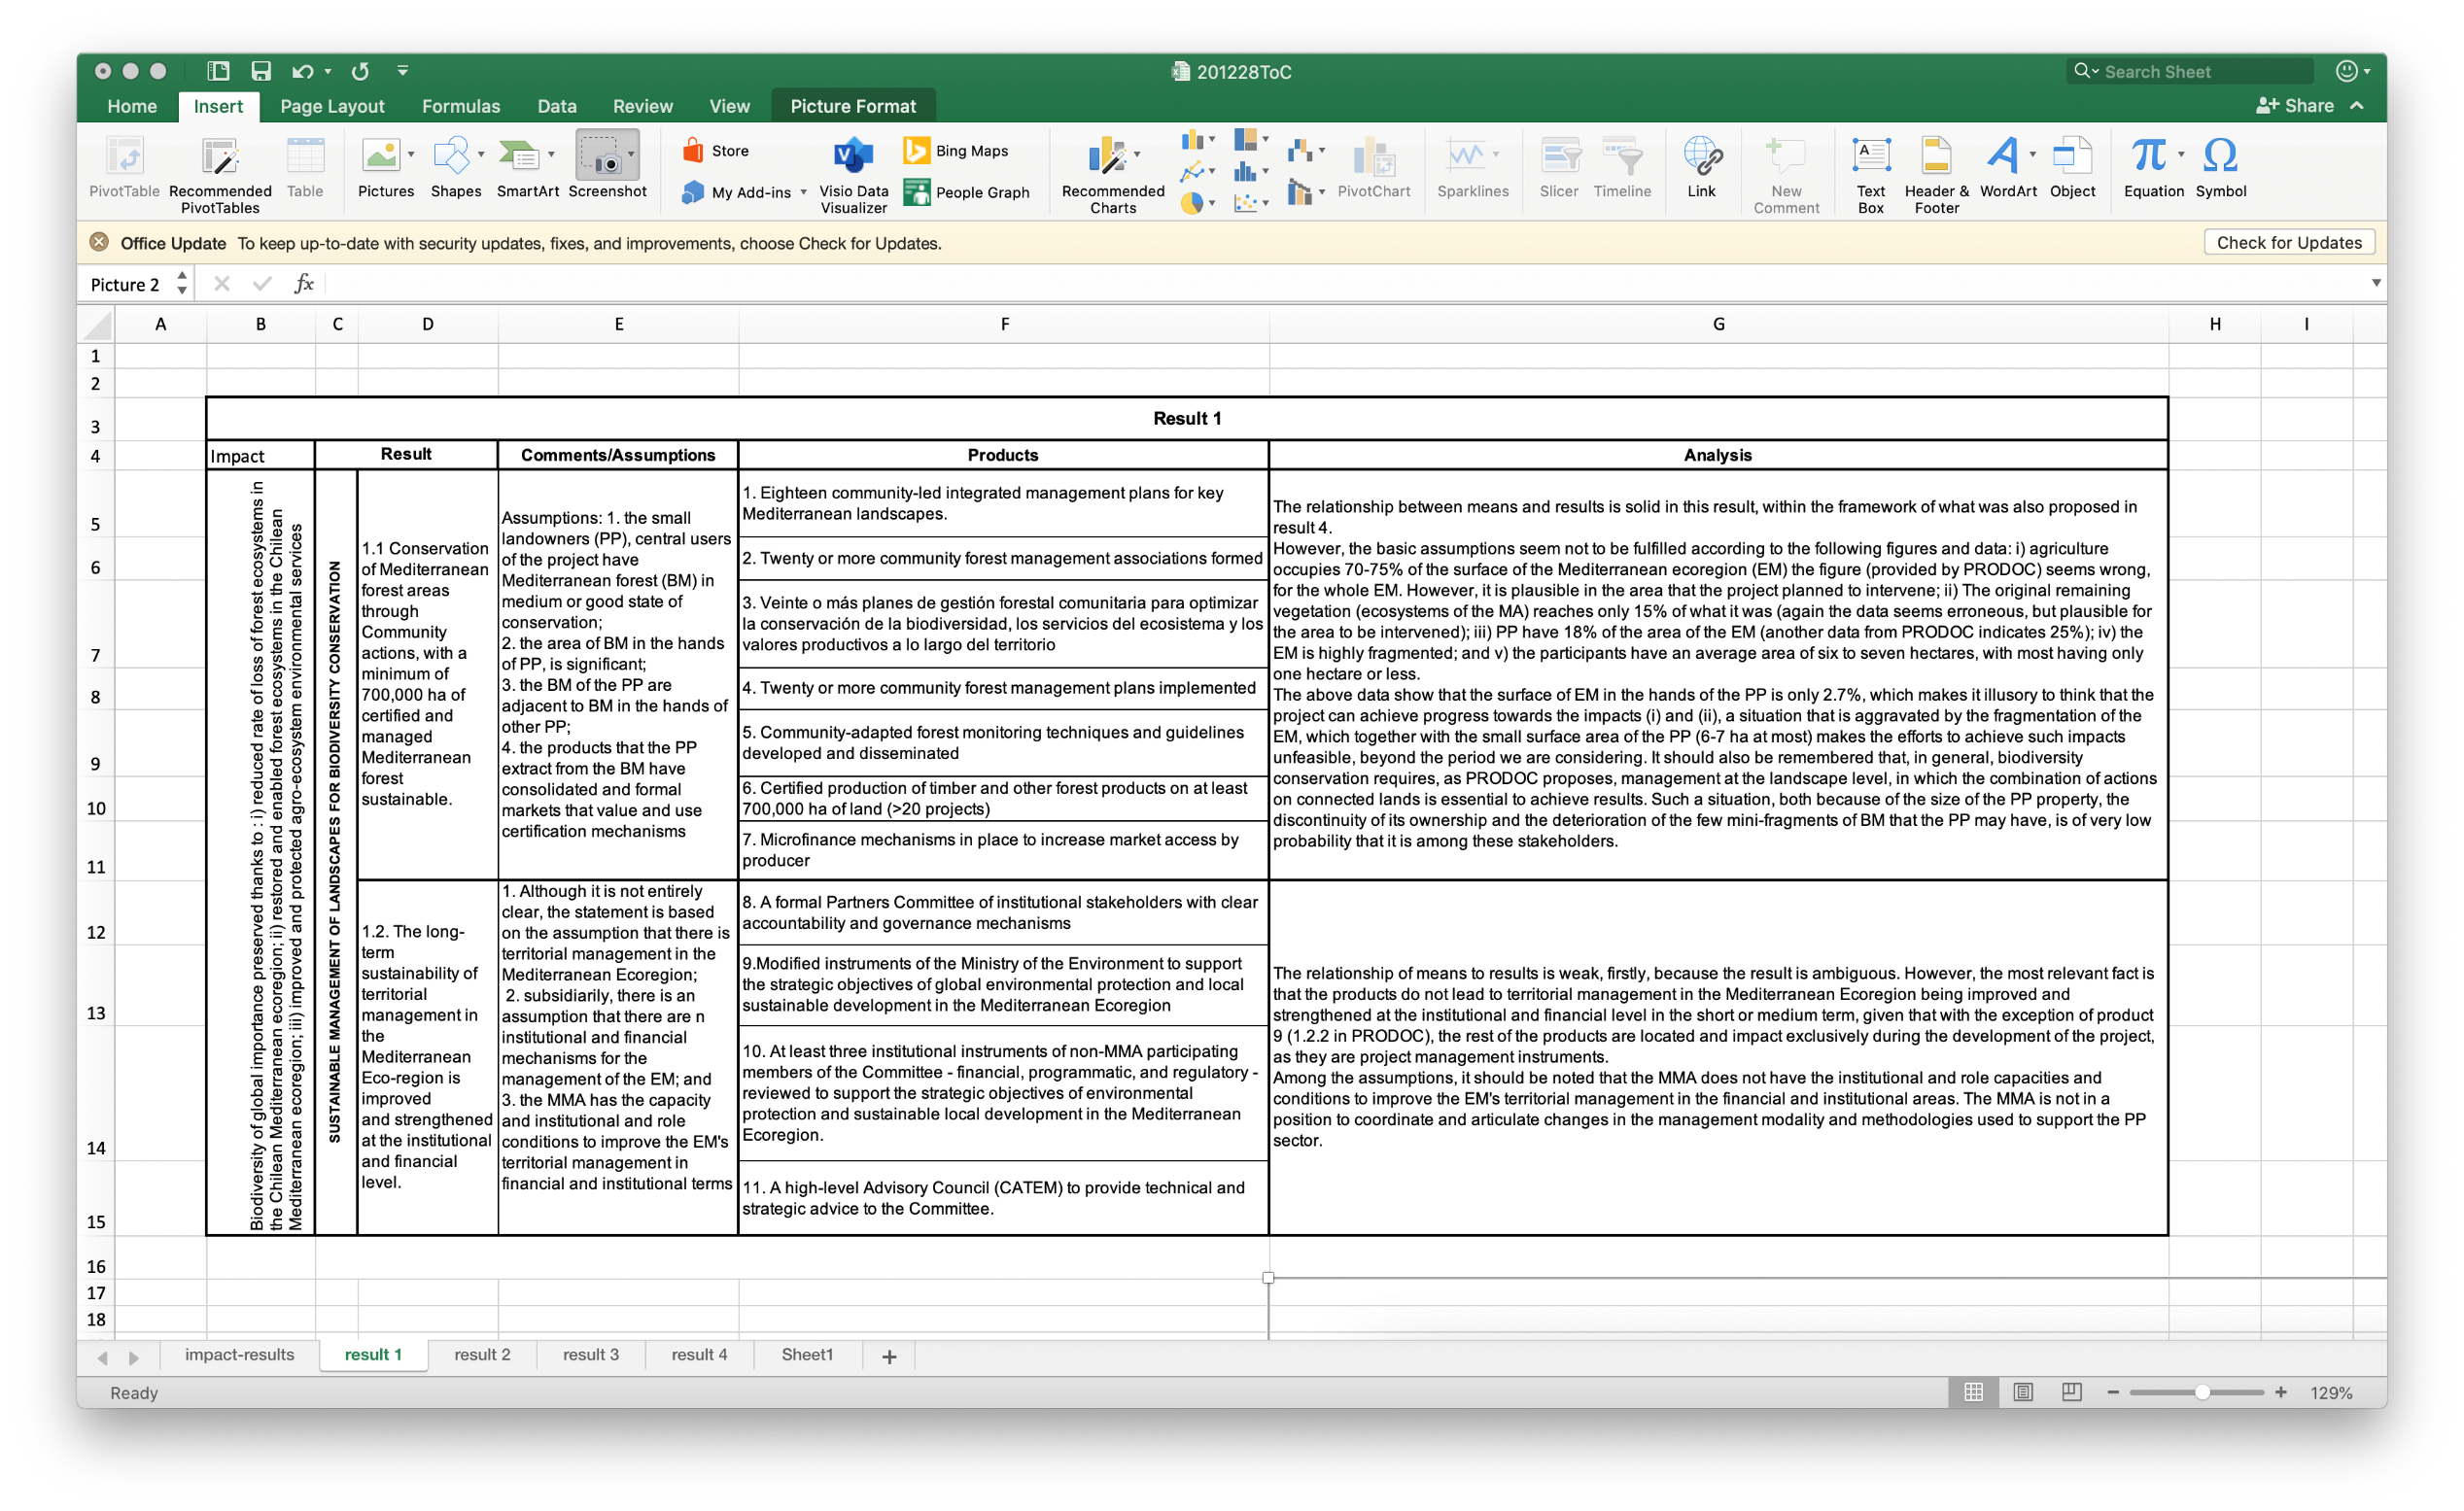 201228ToC
Search Sheet
Home Insert Page Layout Formulas Data Review View Picture Format Share
PivotTable
Recommended
PivotTables
Table
Pictures
Shapes
SmartArt
Screenshot
Store
My Add-ins
Visio Data
Visualizer
Bing Maps
People Graph
Recommended
Charts
PivotChart
Sparklines
Slicer
Timeline
Link
New
Comment
Text
Box
Header &
Footer
WordArt
Object
Equation
Symbol
Office Update To keep up-to-date with security updates, fixes, and improvements, choose Check for Updates.
Check for Updates
Picture 2
fx
A B C D E F G H I
1
2
3
4
5
6
7
8
9
10
11
12
13
14
15
16
17
18
Result 1
Impact
Result
Comments/Assumptions
Products
Analysis
Biodiversity of global importance preserved thanks to : i) reduced rate of loss of forest ecosystems in
the Chilean Mediterranean ecoregion; ii) restored and enabled forest ecosystems in the Chilean
Mediterranean ecoregion; iii) improved and protected agro-ecosystem environmental services
SUSTAINABLE MANAGEMENT OF LANDSCAPES FOR BIODIVERSITY CONSERVATION
1.1 Conservation
of Mediterranean
forest areas
through
Community
actions, with a
minimum of
700,000 ha of
certified and
managed
Mediterranean
forest
sustainable.
Assumptions: 1. the small
landowners (PP), central users
of the project have
Mediterranean forest (BM) in
medium or good state of
conservation;
2. the area of BM in the hands
of PP, is significant;
3. the BM of the PP are
adjacent to BM in the hands of
other PP;
4. the products that the PP
extract from the BM have
consolidated and formal
markets that value and use
certification mechanisms
1. Eighteen community-led integrated management plans for key
Mediterranean landscapes.
2. Twenty or more community forest management associations formed
3. Veinte o más planes de gestión forestal comunitaria para optimizar
la conservación de la biodiversidad, los servicios del ecosistema y los
valores productivos a lo largo del territorio
4. Twenty or more community forest management plans implemented
5. Community-adapted forest monitoring techniques and guidelines
developed and disseminated
6. Certified production of timber and other forest products on at least
700,000 ha of land (>20 projects)
7. Microfinance mechanisms in place to increase market access by
producer
The relationship between means and results is solid in this result, within the framework of what was also proposed in
result 4.
However, the basic assumptions seem not to be fulfilled according to the following figures and data: i) agriculture
occupies 70-75% of the surface of the Mediterranean ecoregion (EM) the figure (provided by PRODOC) seems wrong,
for the whole EM. However, it is plausible in the area that the project planned to intervene; ii) The original remaining
vegetation (ecosystems of the MA) reaches only 15% of what it was (again the data seems erroneous, but plausible for
the area to be intervened); iii) PP have 18% of the area of the EM (another data from PRODOC indicates 25%); iv) the
EM is highly fragmented; and v) the participants have an average area of six to seven hectares, with most having only
one hectare or less.
The above data show that the surface of EM in the hands of the PP is only 2.7%, which makes it illusory to think that the
project can achieve progress towards the impacts (i) and (ii), a situation that is aggravated by the fragmentation of the
EM, which together with the small surface area of the PP (6-7 ha at most) makes the efforts to achieve such impacts
unfeasible, beyond the period we are considering. It should also be remembered that, in general, biodiversity
conservation requires, as PRODOC proposes, management at the landscape level, in which the combination of actions
on connected lands is essential to achieve results. Such a situation, both because of the size of the PP property, the
discontinuity of its ownership and the deterioration of the few mini-fragments of BM that the PP may have, is of very low
probability that it is among these stakeholders.
1.2. The long-
term
sustainability of
territorial
management in
the
Mediterranean
Eco-region is
improved
and strengthened
at the institutional
and financial
level.
1. Although it is not entirely
clear, the statement is based
on the assumption that there is
territorial management in the
Mediterranean Ecoregion;
2. subsidiarily, there is an
assumption that there are n
institutional and financial
mechanisms for the
management of the EM; and
3. the MMA has the capacity
and institutional and role
conditions to improve the EM's
territorial management in
financial and institutional terms
8. A formal Partners Committee of institutional stakeholders with clear
accountability and governance mechanisms
9.Modified instruments of the Ministry of the Environment to support
the strategic objectives of global environmental protection and local
sustainable development in the Mediterranean Ecoregion
10. At least three institutional instruments of non-MMA participating
members of the Committee - financial, programmatic, and regulatory -
reviewed to support the strategic objectives of environmental
protection and sustainable local development in the Mediterranean
Ecoregion.
11. A high-level Advisory Council (CATEM) to provide technical and
strategic advice to the Committee.
The relationship of means to results is weak, firstly, because the result is ambiguous. However, the most relevant fact is
that the products do not lead to territorial management in the Mediterranean Ecoregion being improved and
strengthened at the institutional and financial level in the short or medium term, given that with the exception of product
9 (1.2.2 in PRODOC), the rest of the products are located and impact exclusively during the development of the project,
as they are project management instruments.
Among the assumptions, it should be noted that the MMA does not have the institutional and role capacities and
conditions to improve the EM's territorial management in the financial and institutional areas. The MMA is not in a
position to coordinate and articulate changes in the management modality and methodologies used to support the PP
sector.
impact-results result 1 result 2 result 3 result 4 Sheet1
Ready
129%